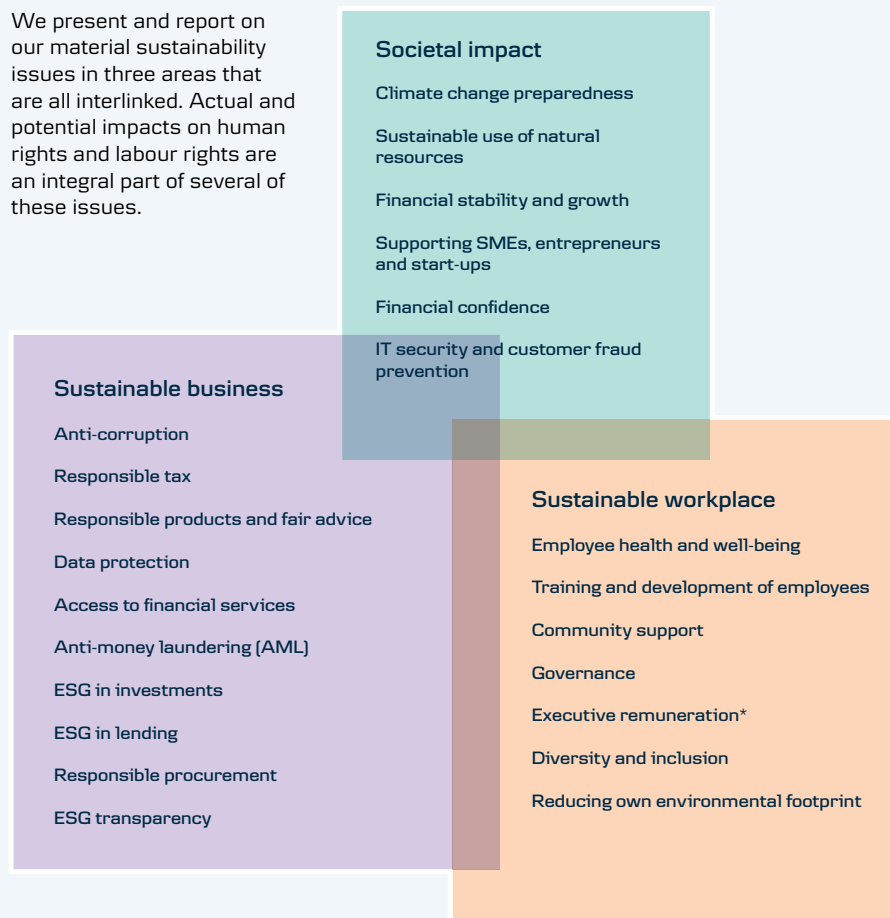 We present and report on
our material sustainability
issues in three areas that
are all interlinked. Actual and
potential impacts on human
rights and labour rights are
an integral part of several of
these issues.
Societal impact
Climate change preparedness
Sustainable use of natural
resources
Financial stability and growth
Supporting SMEs, entrepreneurs
and start-ups
Financial confidence
IT security and customer fraud
prevention
Sustainable business
Anti-corruption
Responsible tax
Responsible products and fair advice
Data protection
Access to financial services
Anti-money laundering (AML)
ESG in investments
ESG in lending
Responsible procurement
ESG transparency
Sustainable workplace
Employee health and well-being
Training and development of employees
Community support
Governance
Executive remuneration*
Diversity and inclusion
Reducing own environmental footprint